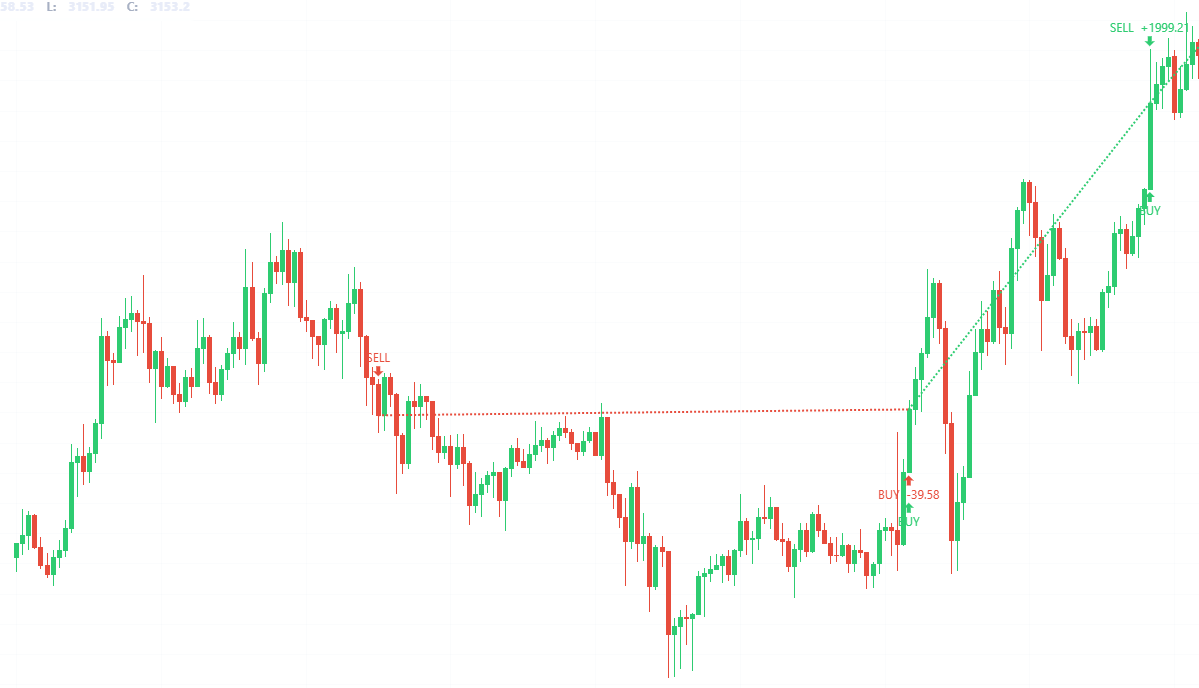 58.53 L: 3151.95 C: 3153.2
SELL +1999.21
BUY
SELL
BUY -39.58
BUY